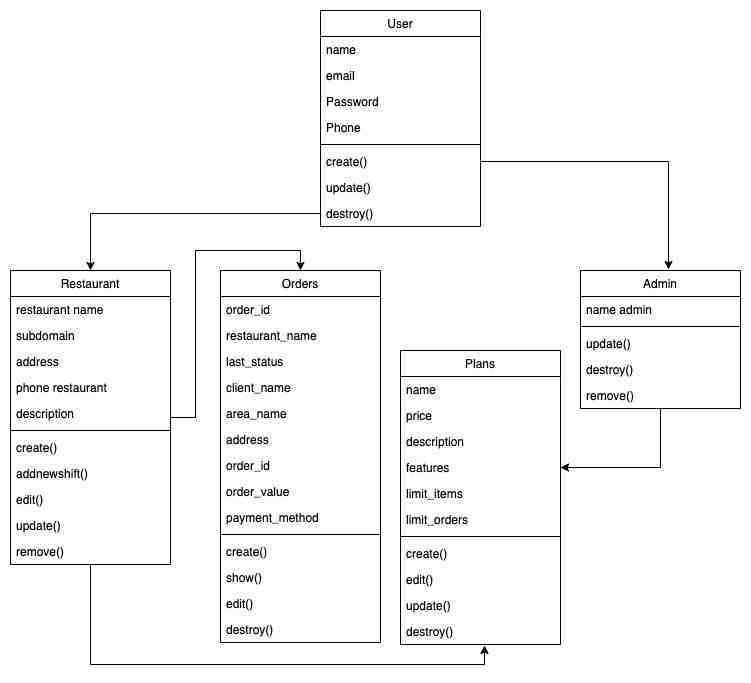 User
name
email
Password
Phone
create()
update()
destroy()
Restaurant
restaurant name
subdomain
address
phone restaurant
description
create()
addnewshift()
edit()
update()
remove()
Orders
order_id
restaurant_name
last_status
client_name
area_name
address
order_id
order_value
payment_method
create()
show()
edit()
destroy()
Plans
name
price
description
features
limit_items
limit_orders
create()
edit()
update()
destroy()
Admin
name admin
update()
destroy()
remove()